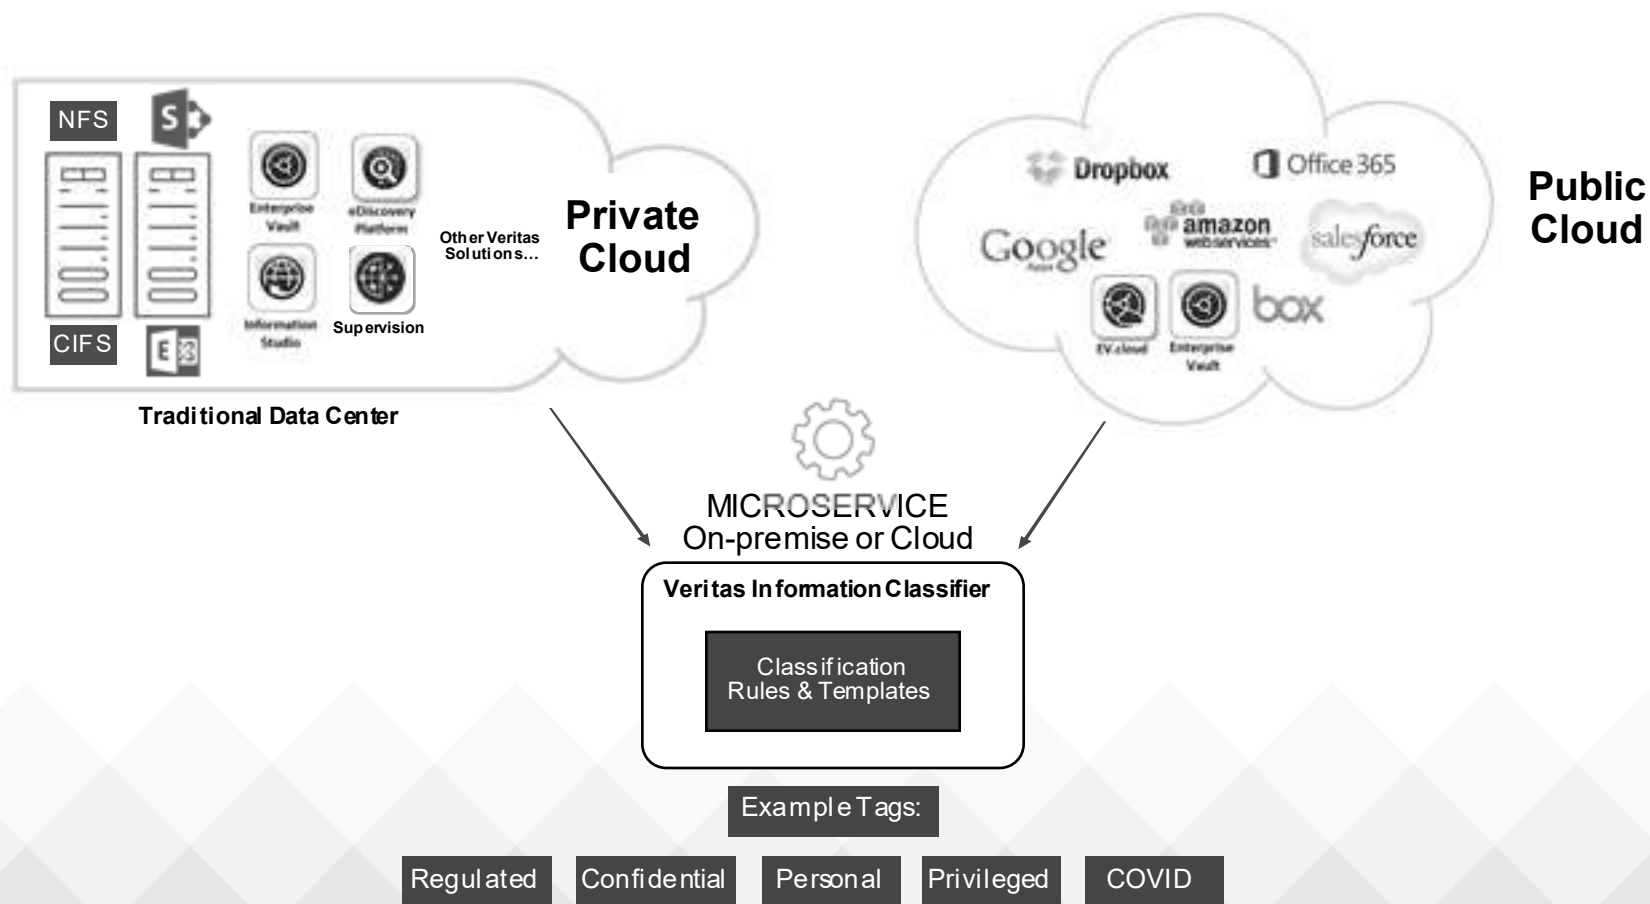 NFS
S
Enterprise
Vault
eDiscovery
Platform
Information
Studio
Supervision
Other Veritas
Solutions...
Private
Cloud
CIFS
E
Traditional Data Center
Dropbox
Office 365
Google
Apps
amazon
webservices™
salesforce
EV.cloud
Enterprise
Vault
box
Public
Cloud
MICROSERVICE
On-premise or Cloud
Veritas Information Classifier
Classification
Rules & Templates
Example Tags:
Regulated
Confidential
Personal
Privileged
COVID